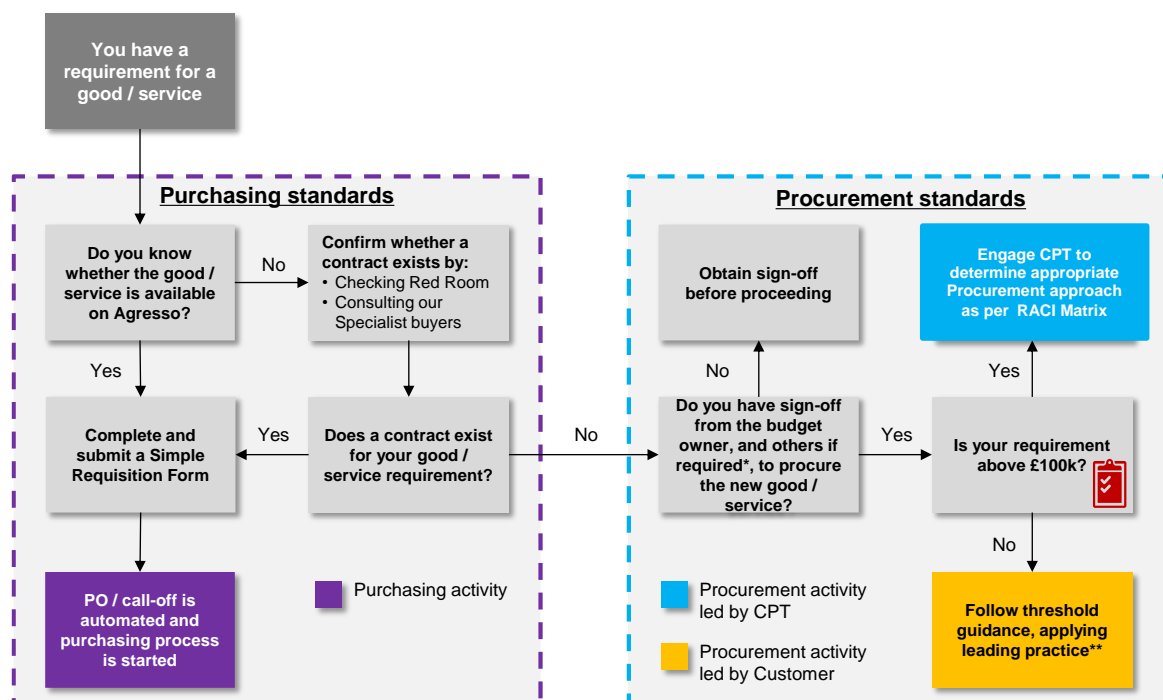 You have a
requirement for a
good / service
Purchasing standards
Do you know
whether the good /
service is available
on Agresso?
No
Confirm whether a
contract exists by:
• Checking Red Room
• Consulting our
Specialist buyers
Yes
Complete and
submit a Simple
Requisition Form
Yes
Does a contract exist
for your good /
service requirement?
No
PO / call-off is
automated and
purchasing process
is started
Purchasing activity
Procurement standards
Obtain sign-off
before proceeding
Engage CPT to
determine appropriate
Procurement approach
as per RACI Matrix
No
Yes
Do you have sign-off
from the budget
owner, and others if
required*, to procure
the new good /
service?
Yes
Is your requirement
above £100k?
No
Procurement activity
led by CPT
Procurement activity
led by Customer
Follow threshold
guidance, applying
leading practice**